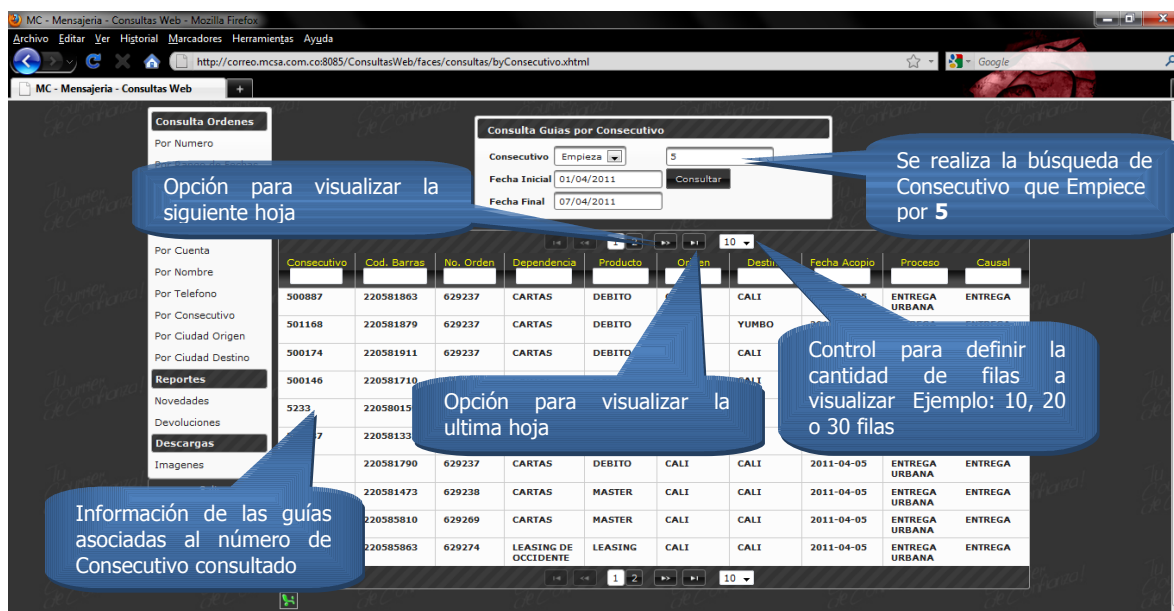 MC - Mensajeria - Consultas Web - Mozilla Firefox
Archivo Editar Ver Historial Marcadores Herramientas Ayuda
http://correo.mcsa.com.co:8085/ConsultasWeb/faces/consultas/byConsecutivo.xhtml
Google
MC - Mensajeria - Consultas Web
Consulta Ordenes
Por Numero
Consulta Guias por Consecutivo
Consecutivo Empieza 5
Fecha Inicial 01/04/2011 Consultar
Fecha Final 07/04/2011
Se realiza la búsqueda de
Consecutivo que Empiece
por 5
Opción para visualizar la
siguiente hoja
Por Cuenta
Por Nombre
Por Telefono
Por Consecutivo
Por Ciudad Origen
Por Ciudad Destino
Reportes
Novedades
Devoluciones
Descargas
Imagenes
1 2 10
Consecutivo Cod. Barras No. Orden Dependencia Producto Fecha Acopio Proceso Causal
500887 220581863 629237 CARTAS DEBITO CALI ENTREGA URBANA ENTREGA
501168 220581879 629237 CARTAS DEBITO YUMBO
500174 220581911 629237 CARTAS DEBITO CALI
500146 220581710
5233
220581790 629237 CARTAS DEBITO CALI CALI 2011-04-05 ENTREGA URBANA ENTREGA
220581473 629238 CARTAS MASTER CALI CALI 2011-04-05 ENTREGA URBANA ENTREGA
220585810 629269 CARTAS MASTER CALI CALI 2011-04-05 ENTREGA URBANA ENTREGA
220585863 629274 LEASING DE OCCIDENTE LEASING CALI CALI 2011-04-05 ENTREGA URBANA ENTREGA
Control para definir la
cantidad de filas a
visualizar Ejemplo: 10, 20
o 30 filas
Opción para visualizar la
ultima hoja
Información de las guías
asociadas al número de
Consecutivo consultado
1 2 10